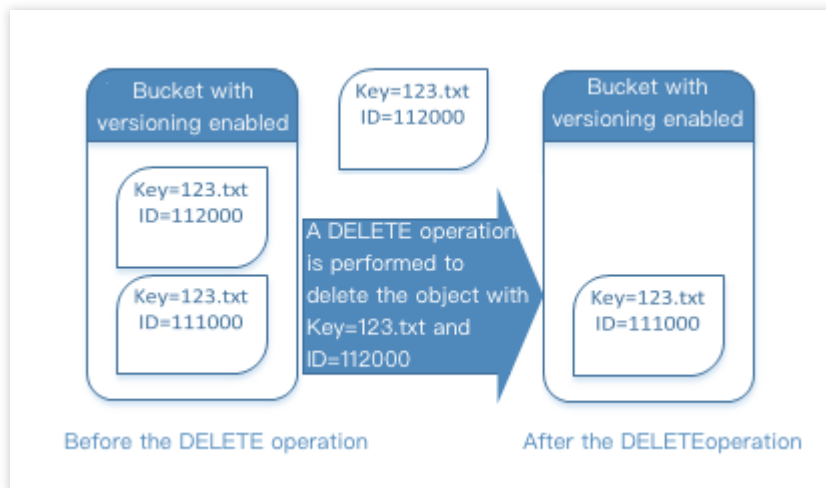 Bucket with
versioning enabled
Key=123.txt
ID=112000
Key=123.txt
ID=111000
Key=123.txt
ID=112000
A DELETE operation
is performed to
delete the object with
Key=123.txt and
ID=112000
Bucket with
versioning enabled
Key=123.txt
ID=111000
Before the DELETE operation
After the DELETEoperation